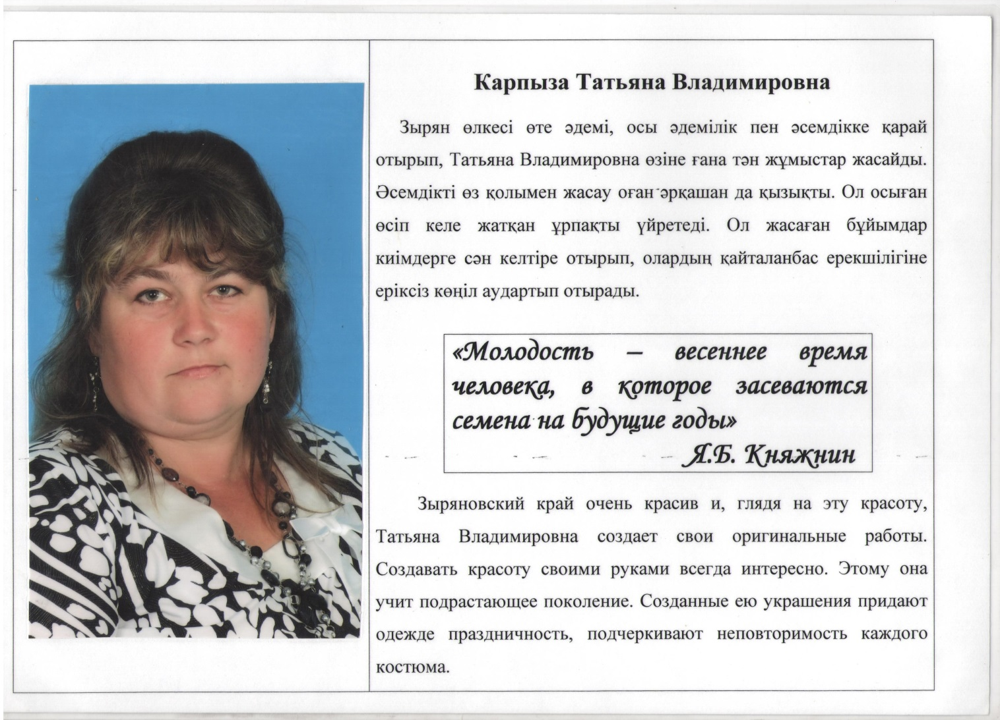 Карпыза Татьяна Владимировна
Зырян өлкесі өте әдемі, осы әдемілік пен әсемдікке қарай
отырып, Татьяна Владимировна өзіне ғана тән жұмыстар жасайды.
Әсемдікті өз қолымен жасау оған әрқашан да қызықты. Ол осыған
өсіп келе жатқан ұрпақты үйретеді. Ол жасаған бұйымдар
киімдерге сән келтіре отырып, олардың қайталанбас ерекшілігіне
еріксіз көңіл аудартып отырады.
«Молодость – весеннее время
человека, в которое засеваются
семена на будущие годы»
Я.Б. Княжнин
Зыряновский край очень красив и, глядя на эту красоту,
Татьяна Владимировна создает свои оригинальные работы.
Создавать красоту своими руками всегда интересно. Этому она
учит подрастающее поколение. Созданные ею украшения придают
одежде праздничность, подчеркивают неповторимость каждого
костюма.